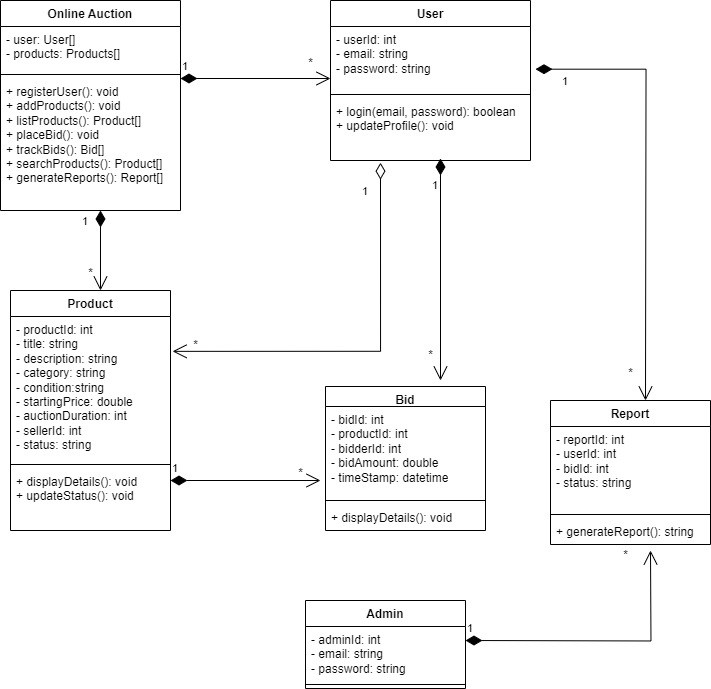 Online Auction
- user: User[]
- products: Products[]
+ registerUser(): void
+ addProducts(): void
+ listProducts(): Product[]
+ placeBid(): void
+ trackBids(): Bid[]
+ searchProducts(): Product[]
+ generateReports(): Report[]
1
*
User
- userId: int
- email: string
- password: string
+ login(email, password): boolean
+ updateProfile(): void
1
1
1
1
*
Product
- productId: int
- title: string
- description: string
- category: string
- condition:string
- startingPrice: double
- auctionDuration: int
- sellerId: int
- status: string
+ displayDetails(): void
+ updateStatus(): void
*
*
*
1
*
Bid
- bidId: int
- productId: int
- bidderId: int
- bidAmount: double
- timeStamp: datetime
+ displayDetails(): void
Report
- reportId: int
- userId: int
- bidId: int
- status: string
+ generateReport(): string
*
1
Admin
- adminId: int
- email: string
- password: string